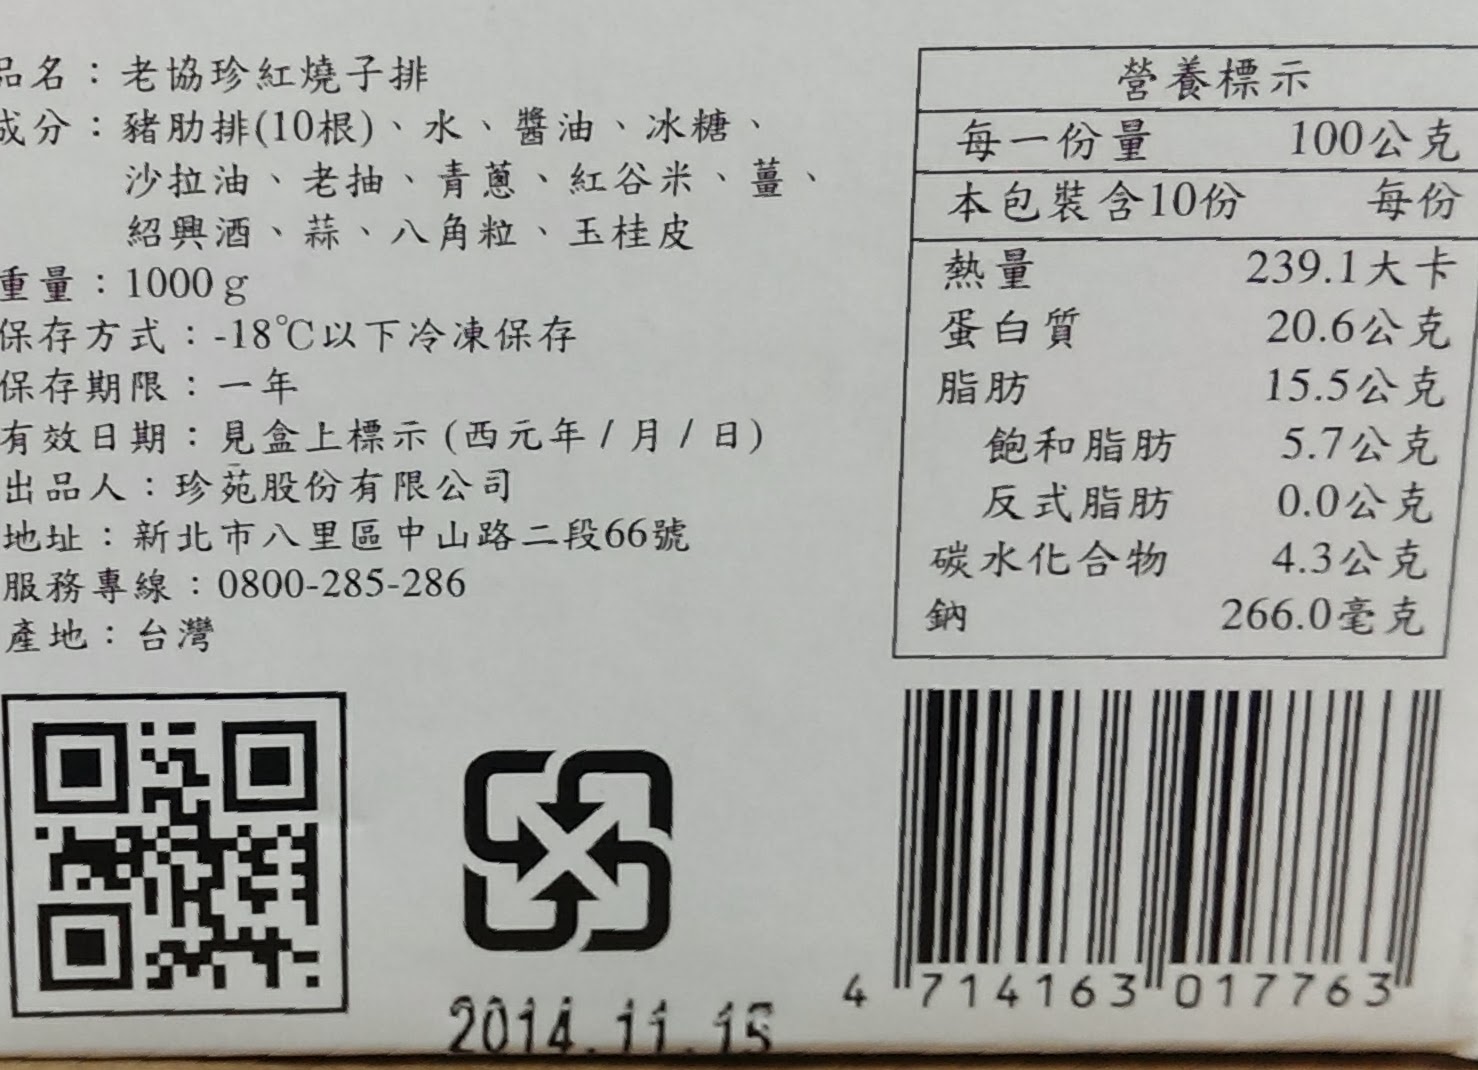 品名：老協珍紅燒子排
成分：豬肋排(10根)、水、醬油、冰糖、
沙拉油、老抽、青蔥、紅谷米、薑、
紹興酒、蒜、八角粒、玉桂皮
重量：1000 g
保存方式：-18℃以下冷凍保存
保存期限：一年
有效日期：見盒上標示 (西元年 / 月 / 日)
出品人：珍苑股份有限公司
地址：新北市八里區中山路二段66號
服務專線：0800-285-286
產地：台灣
營養標示
每一份量 100公克
本包裝含10份 每份
熱量 239.1大卡
蛋白質 20.6公克
脂肪 15.5公克
飽和脂肪 5.7公克
反式脂肪 0.0公克
碳水化合物 4.3公克
鈉 266.0毫克
4 714163 017763
2014.11.15